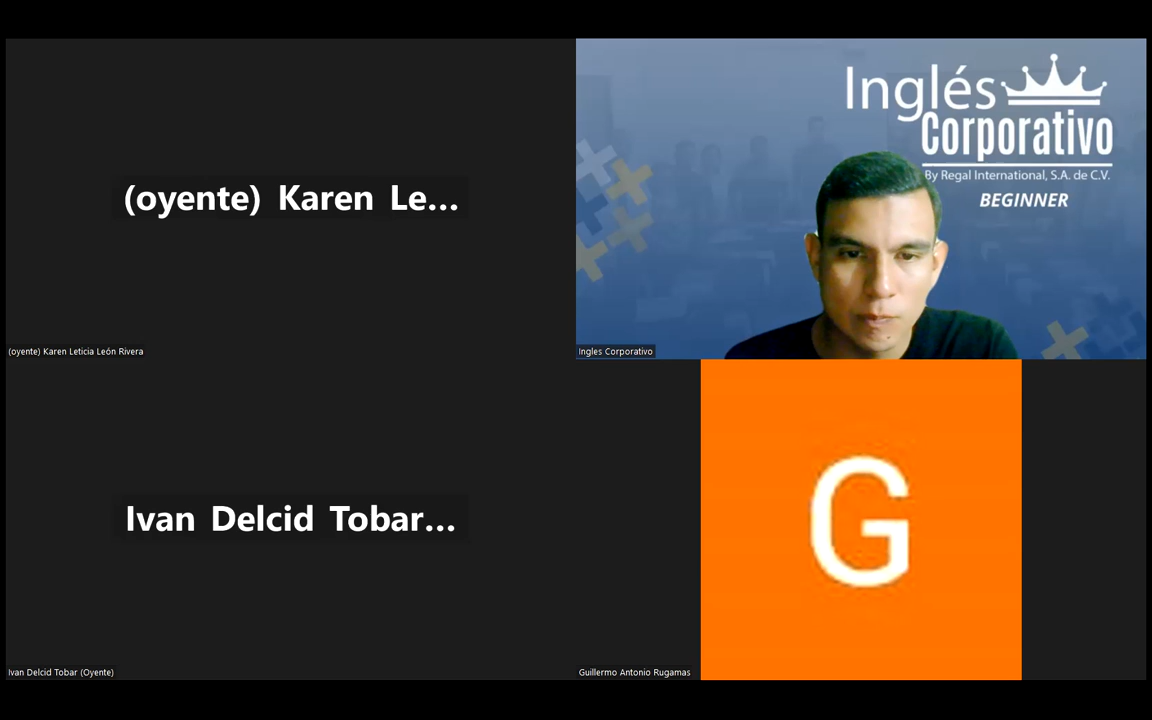 (oyente) Karen Le...
(oyente) Karen Leticia León Rivera
Inglés
Corporativo
By Regal International, S.A. de C.V.
BEGINNER
Ingles Corporativo
Ivan Delcid Tobar...
Ivan Delcid Tobar (Oyente)
G
Guillermo Antonio Rugamas